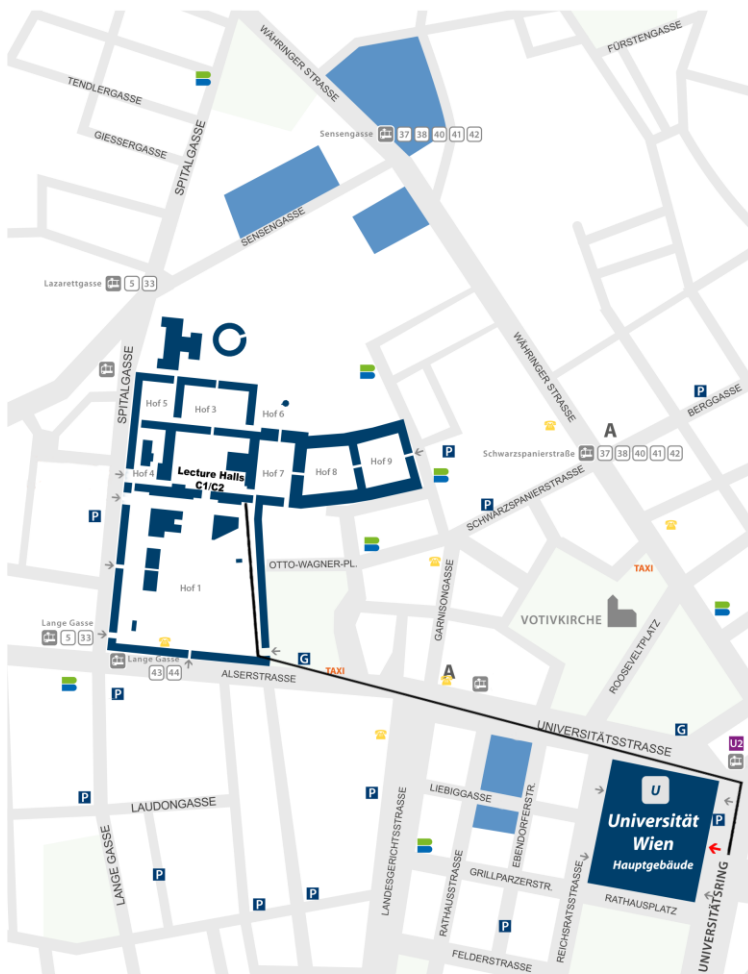 WÄHRINGER STRASSE
FÜRSTENGASSE
TENDLERGASSE
GIESSERGASSE
SPITALGASSE
Sensengasse 37 38 40 41 42
SENSENGASSE
Lazarettgasse 5 33
SPITALGASSE
WÄHRINGER STRASSE
Hof 5
Hof 3
Hof 6
P
BERGGASSE
A
Schwarzspanierstraße 37 38 40 41 42
P
Hof 4
Lecture Halls
C1/C2
Hof 7
Hof 8
Hof 9
P
SCHWARZSPANIERSTRASSE
P
OTTO-WAGNER-PL.
GARNISONGASSE
TAXI
Hof 1
VOTIVKIRCHE
ROOSEVELTPLATZ
Lange Gasse
5 33
Lange Gasse
43 44
G
TAXI
A
ALSERSTRASSE
P
UNIVERSITÄTSSTRASSE
G
U2
LIEBIGGASSE
EBENDORFERSTR.
P
LAUDONGASSE
P
LANDESGERICHTSSTRASSE
U
Universität
Wien
Hauptgebäude
P
LANGE GASSE
P
P
P
RATHAUSSTRASSE
GRILLPARZERSTR.
P
REICHSRATSSTRASSE
RATHAUSPLATZ
UNIVERSITÄTSRING
FELDERSTRASSE